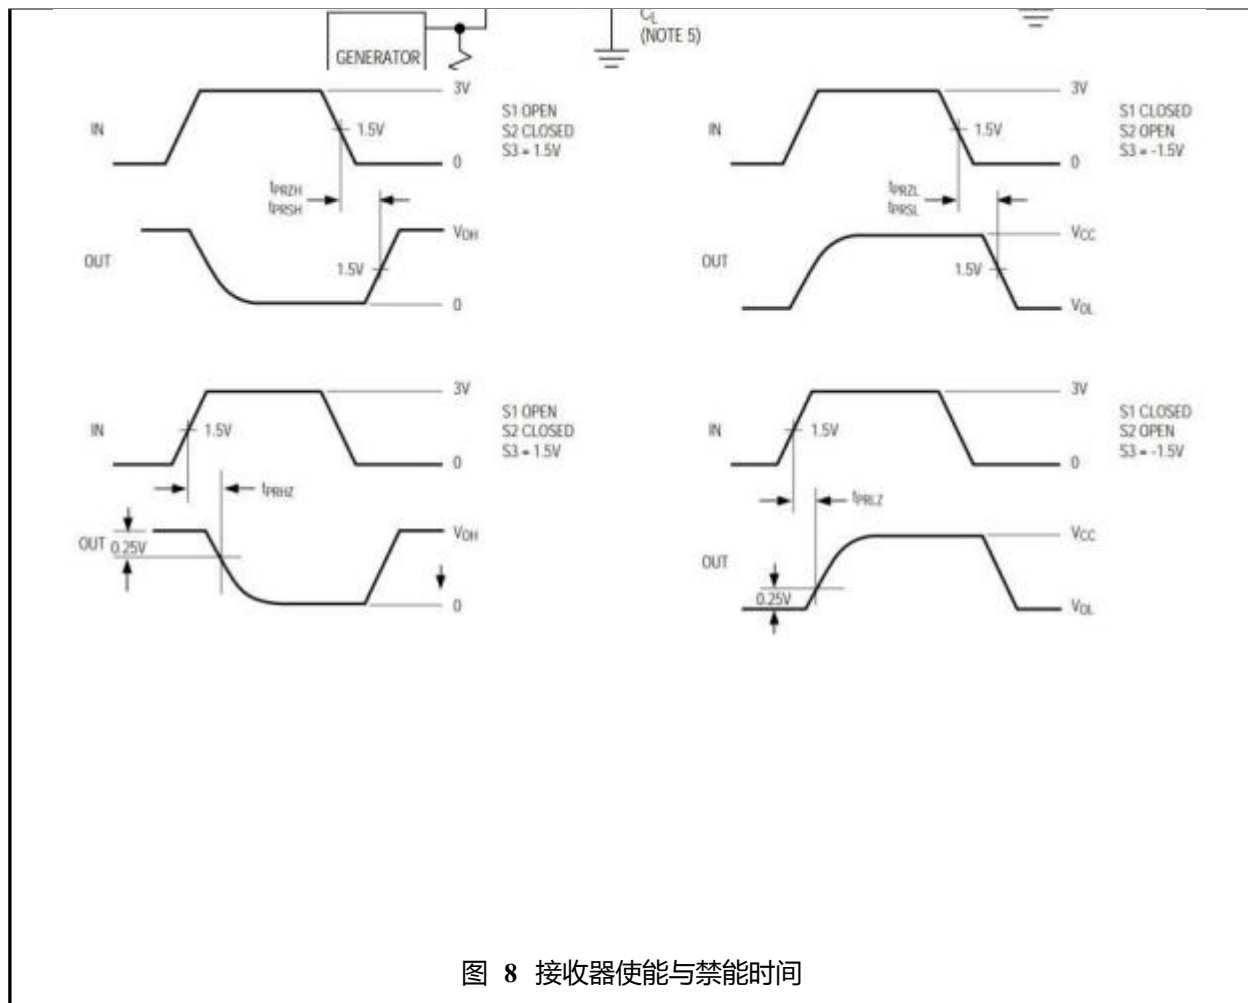 GENERATOR
CL
(NOTE 5)
3V
IN
1.5V
0
S1 OPEN
S2 CLOSED
S3 = 1.5V
tPRZH
tPRSH
OUT
VOH
1.5V
0
3V
IN
1.5V
0
S1 CLOSED
S2 OPEN
S3 = -1.5V
tPRZL
tPRSL
OUT
VCC
1.5V
VOL
3V
IN
1.5V
0
S1 OPEN
S2 CLOSED
S3 = 1.5V
tPRHZ
OUT
0.25V
VOH
0
3V
IN
1.5V
0
S1 CLOSED
S2 OPEN
S3 = -1.5V
tPRLZ
OUT
0.25V
VCC
VOL
图 8 接收器使能与禁能时间